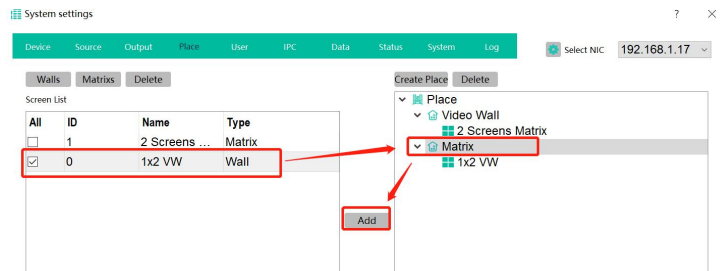 System settings ?
Device Source Output Place User IPC Data Status System Log Select NIC 192.168.1.17
Walls Matrixs Delete
Create Place Delete
Screen List
All ID Name Type
1 2 Screens ... Matrix
0 1x2 VW Wall
Place
Video Wall
2 Screens Matrix
Matrix
1x2 VW
Add